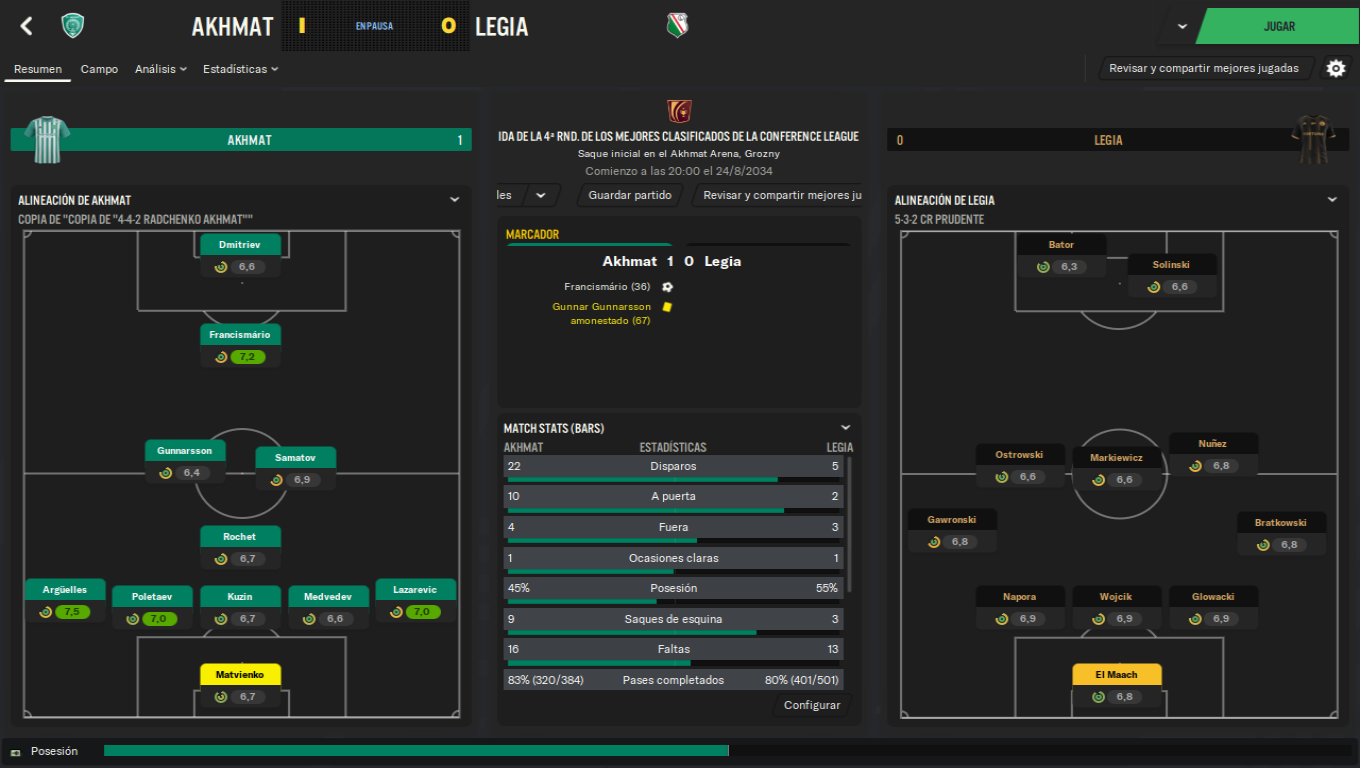 AKHMAT
1
EN PAUSA
0
LEGIA
JUGAR
Resumen
Campo
Análisis
Estadísticas
Revisar y compartir mejores jugadas
AKHMAT
1
IDA DE LA 4ª RND. DE LOS MEJORES CLASIFICADOS DE LA CONFERENCE LEAGUE
Saque inicial en el Akhmat Arena, Grozny
Comienzo a las 20:00 el 24/8/2034
les
Guardar partido
Revisar y compartir mejores ju
0
LEGIA
ALINEACIÓN DE AKHMAT
COPIA DE "COPIA DE "4-4-2 RADCHENKO AKHMAT""
Dmitriev
6,6
Francismário
7,2
Gunnarsson
6,4
Samatov
6,9
Rochet
6,7
Argüelles
7,5
Poletaev
7,0
Kuzin
6,7
Medvedev
6,6
Lazarevic
7,0
Matvienko
6,7
MARCADOR
Akhmat 1 0 Legia
Francismário (36)
Gunnar Gunnarsson
amonestado (67)
MATCH STATS (BARS)
AKHMAT ESTADÍSTICAS LEGIA
22 Disparos 5
10 A puerta 2
4 Fuera 3
1 Ocasiones claras 1
45% Posesión 55%
9 Saques de esquina 3
16 Faltas 13
83% (320/384) Pases completados 80% (401/501)
Configurar
ALINEACIÓN DE LEGIA
5-3-2 CR PRUDENTE
Bator
6,3
Solinski
6,6
Ostrowski
6,6
Markiewicz
6,6
Nuñez
6,8
Gawronski
6,8
Bratkowski
6,8
Napora
6,9
Wojcik
6,9
Glowacki
6,9
El Maach
6,8
Posesión